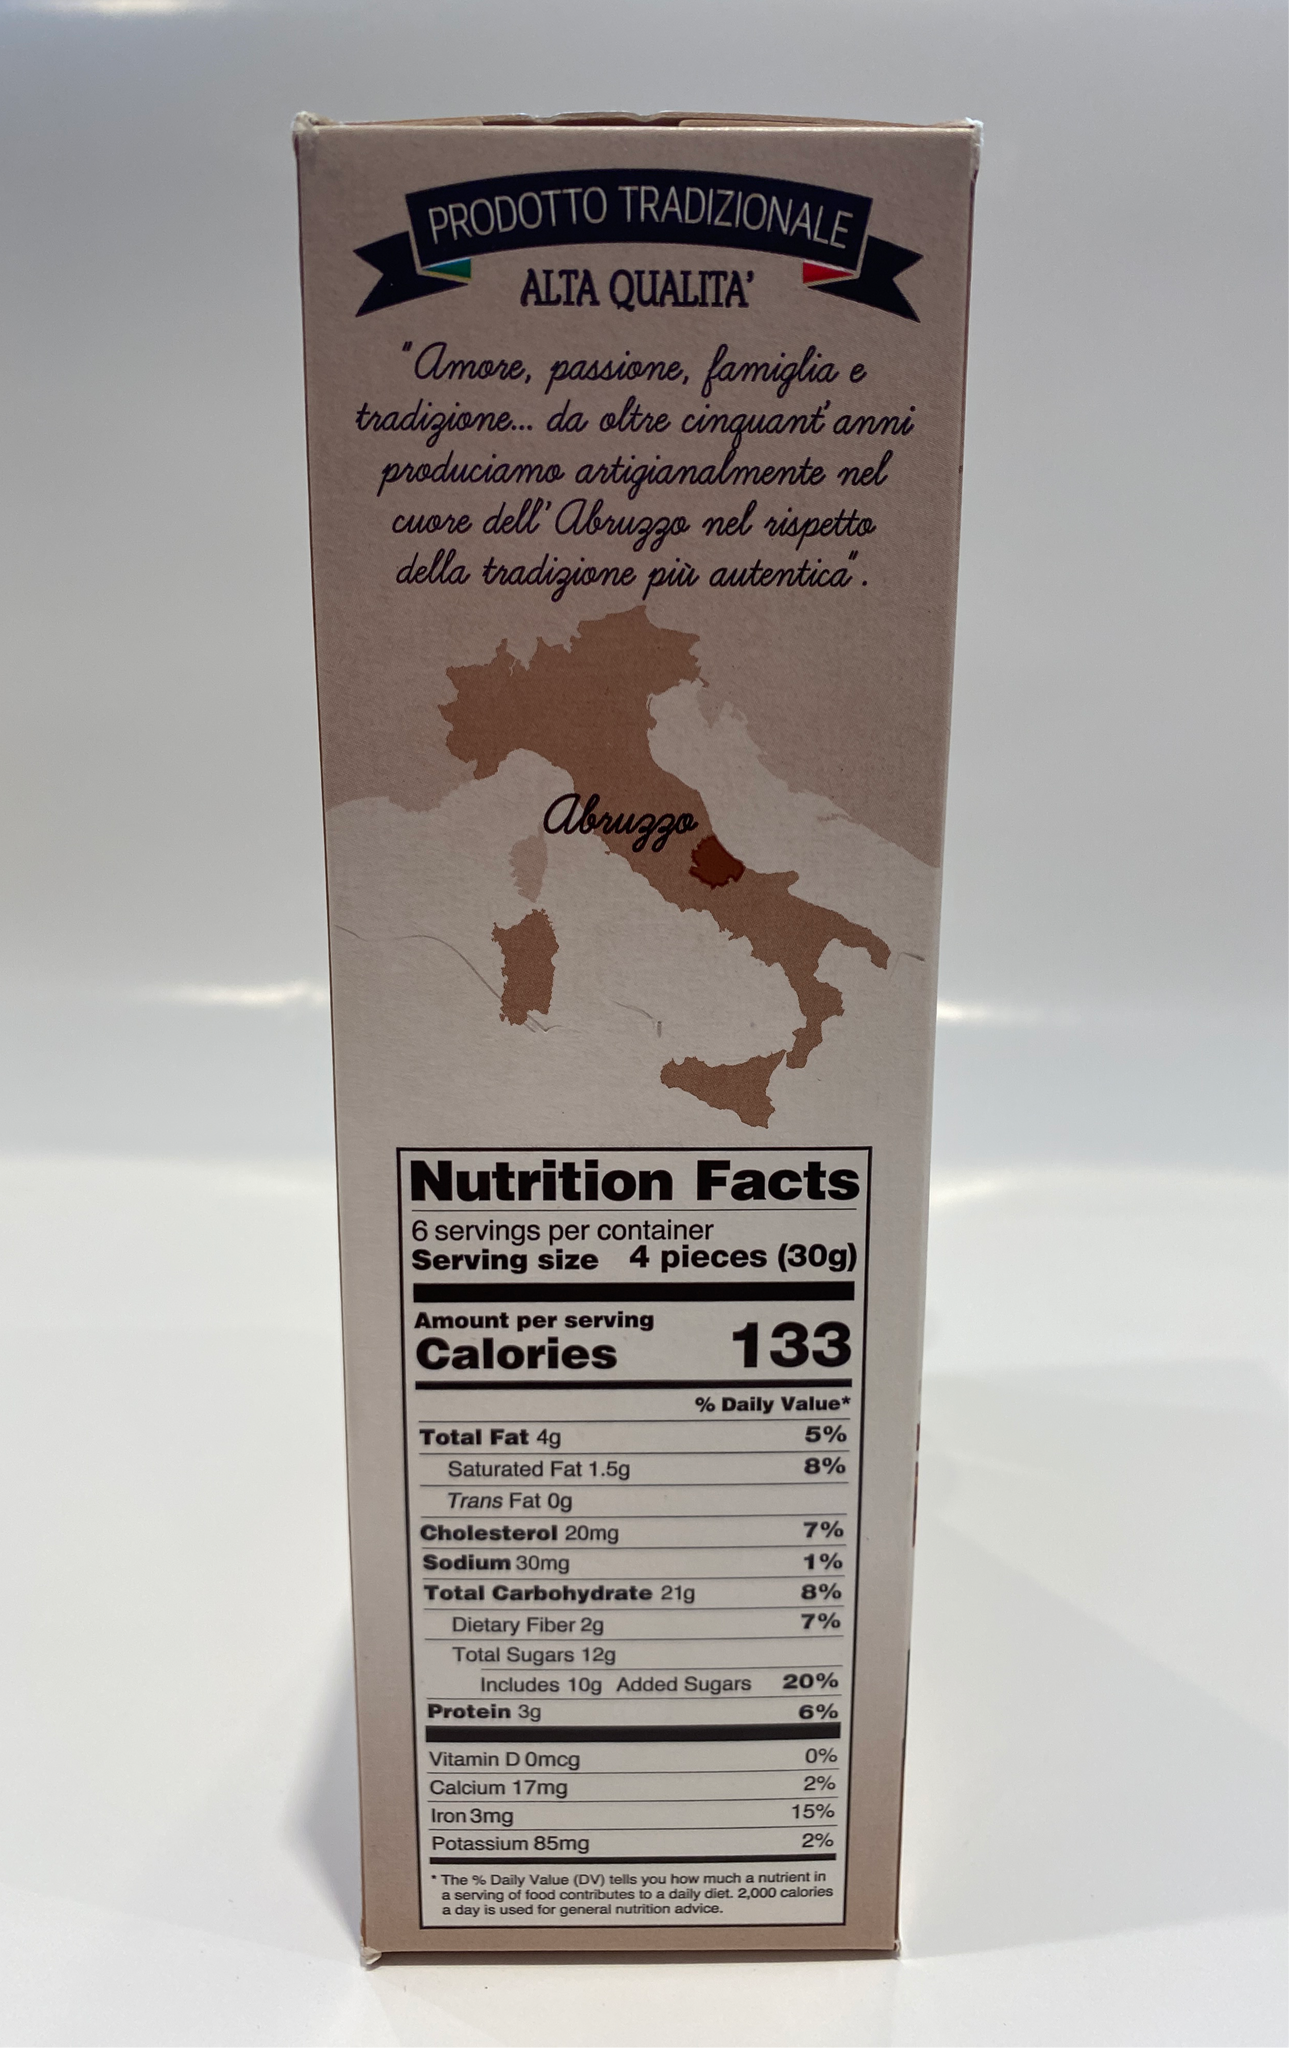 PRODOTTO TRADIZIONALE
ALTA QUALITA'
"Amore, passione, famiglia e
tradizione... da oltre cinquant'anni
produciamo artigianalmente nel
cuore dell'Abruzzo nel rispetto
della tradizione più autentica".
Abruzzo
Nutrition Facts
6 servings per container
Serving size 4 pieces (30g)
Amount per serving
Calories 133
% Daily Value*
Total Fat 4g 5%
Saturated Fat 1.5g 8%
Trans Fat 0g
Cholesterol 20mg 7%
Sodium 30mg 1%
Total Carbohydrate 21g 8%
Dietary Fiber 2g 7%
Total Sugars 12g
Includes 10g Added Sugars 20%
Protein 3g 6%
Vitamin D 0mcg 0%
Calcium 17mg 2%
Iron 3mg 15%
Potassium 85mg 2%
* The % Daily Value (DV) tells you how much a nutrient in
a serving of food contributes to a daily diet. 2,000 calories
a day is used for general nutrition advice.